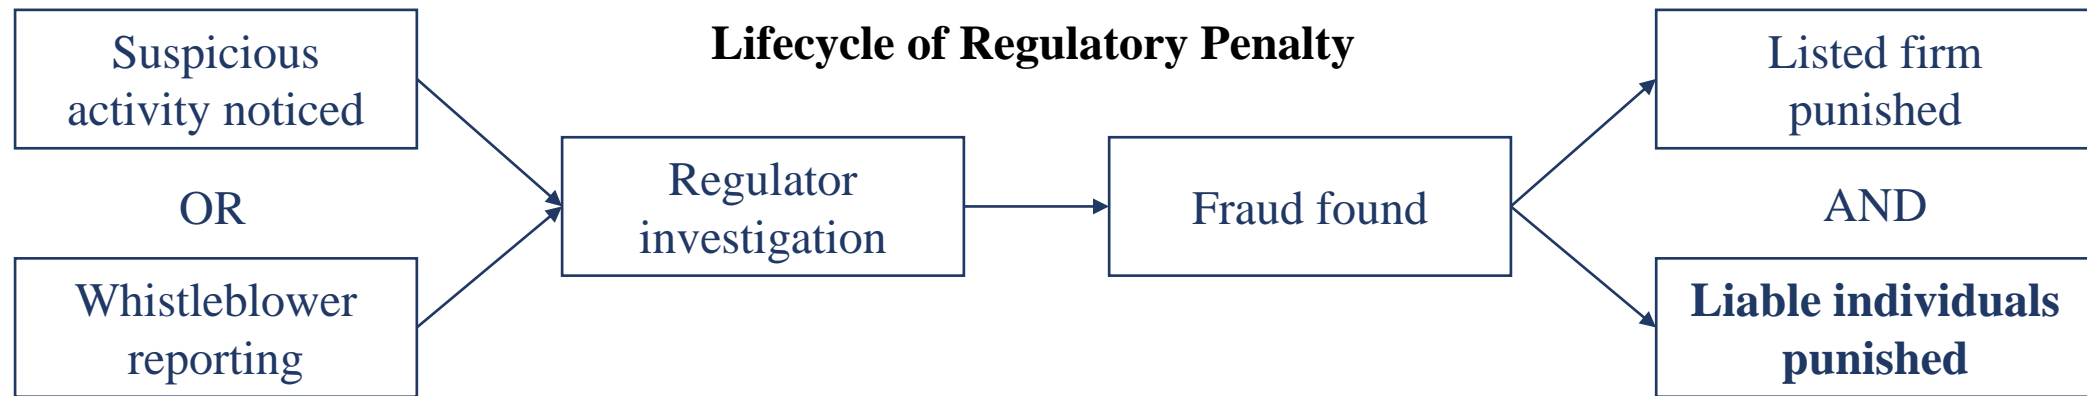 Lifecycle of Regulatory Penalty
Suspicious
activity noticed
OR
Whistleblower
reporting
Regulator
investigation
Fraud found
Listed firm
punished
AND
Liable individuals
punished